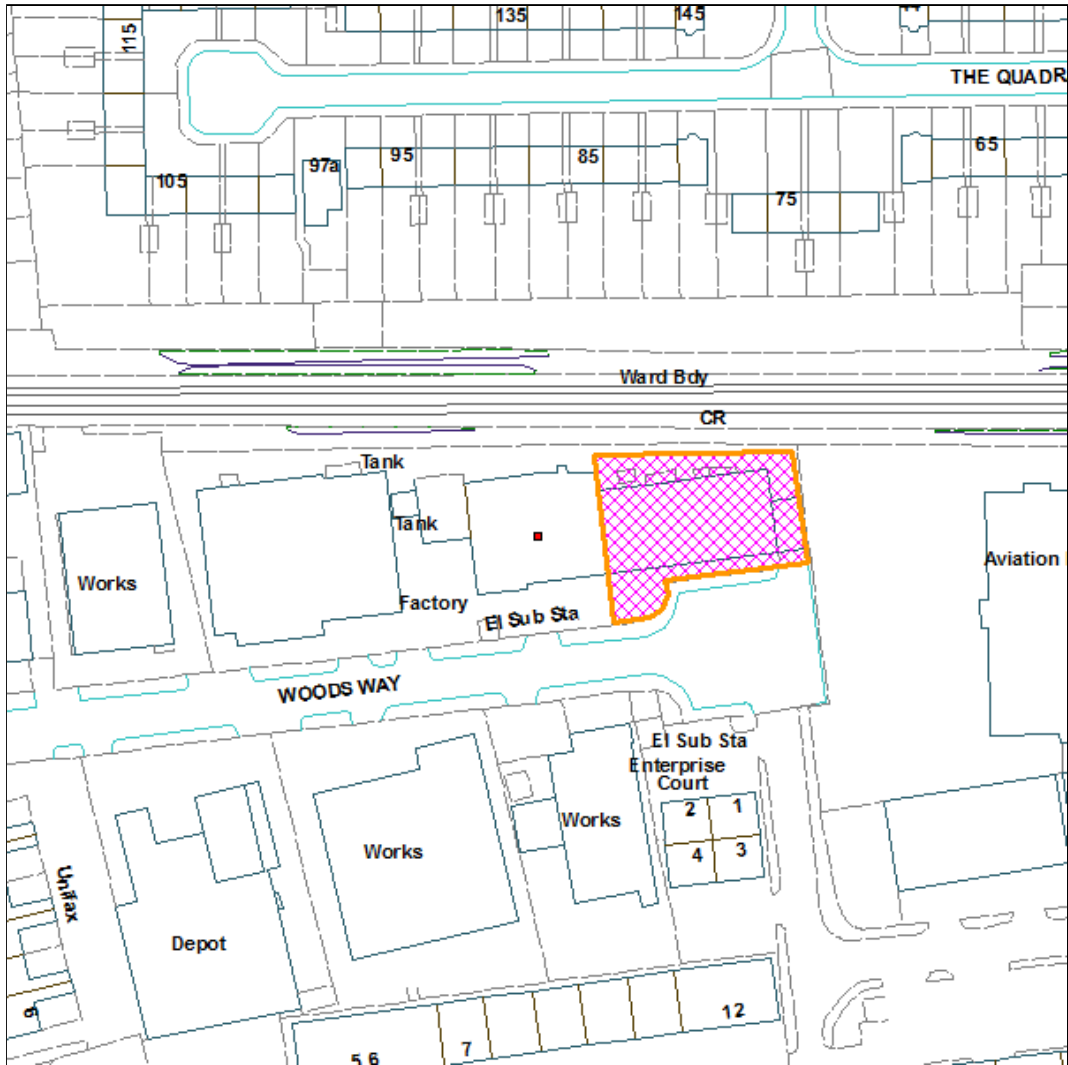 135
145
115
THE QUADR
97a
95
85
65
105
75
Ward Bdy
CR
Tank
Tank
Works
Factory
El Sub Sta
Aviation
WOODS WAY
El Sub Sta
Enterprise
Court
2
1
4
3
Works
Works
Unifax
Depot
9
12
7
5 6